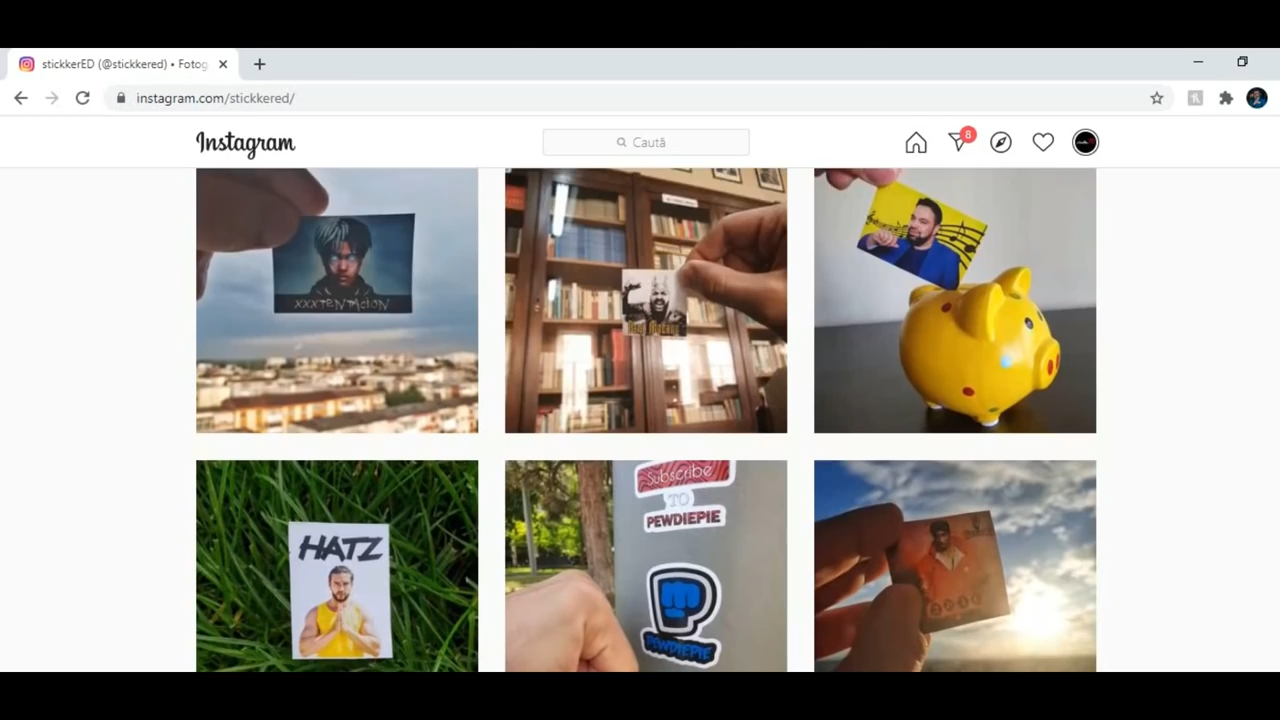 stickkerED (@stickkered) • Fotog
instagram.com/stickkered/
Instagram
Caută
8
XXXTENTACION
HATZ
Subscribe
TO
PEWDIEPIE
PEWDIEPIE